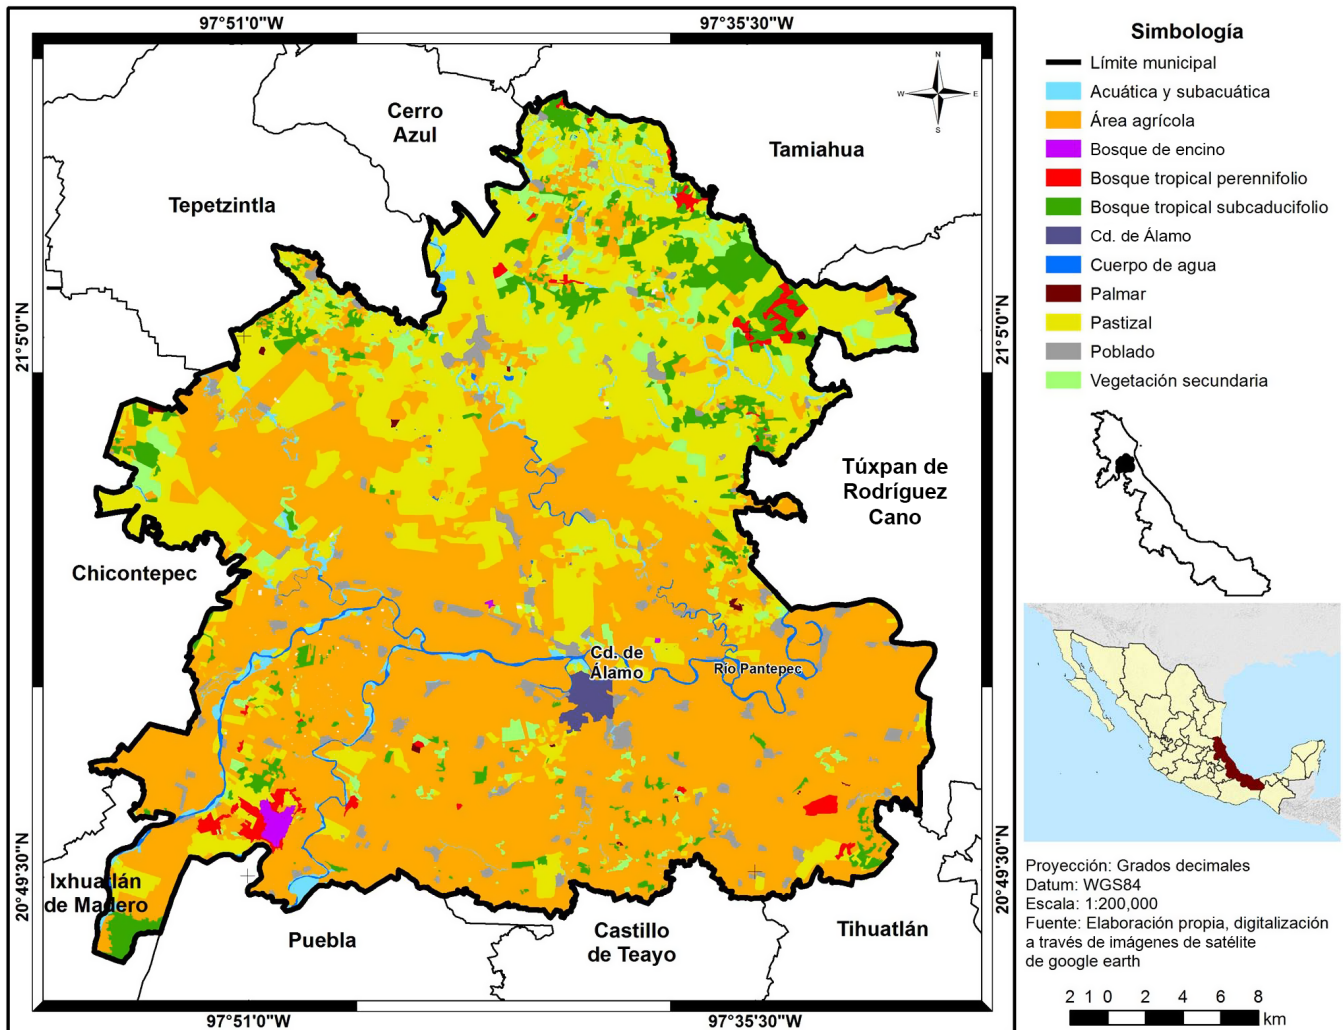 97°51'0"W
97°35'30"W
Cerro
Azul
Tamiahua
Tepetzintla
21°5'0"N
21°5'0"N
Túxpan de
Rodríguez
Cano
Chicontepec
Cd. de
Álamo
Río Pantepec
20°49'30"N
20°49'30"N
Ixhuatlán
de Madero
Puebla
Castillo
de Teayo
Tihuatlán
97°51'0"W
97°35'30"W
N
W
E
S
Simbología
Límite municipal
Acuática y subacuática
Área agrícola
Bosque de encino
Bosque tropical perennifolio
Bosque tropical subcaducifolio
Cd. de Álamo
Cuerpo de agua
Palmar
Pastizal
Poblado
Vegetación secundaria
Proyección: Grados decimales
Datum: WGS84
Escala: 1:200,000
Fuente: Elaboración propia, digitalización
a través de imágenes de satélite
de google earth
2 1 0 2 4 6 8
km